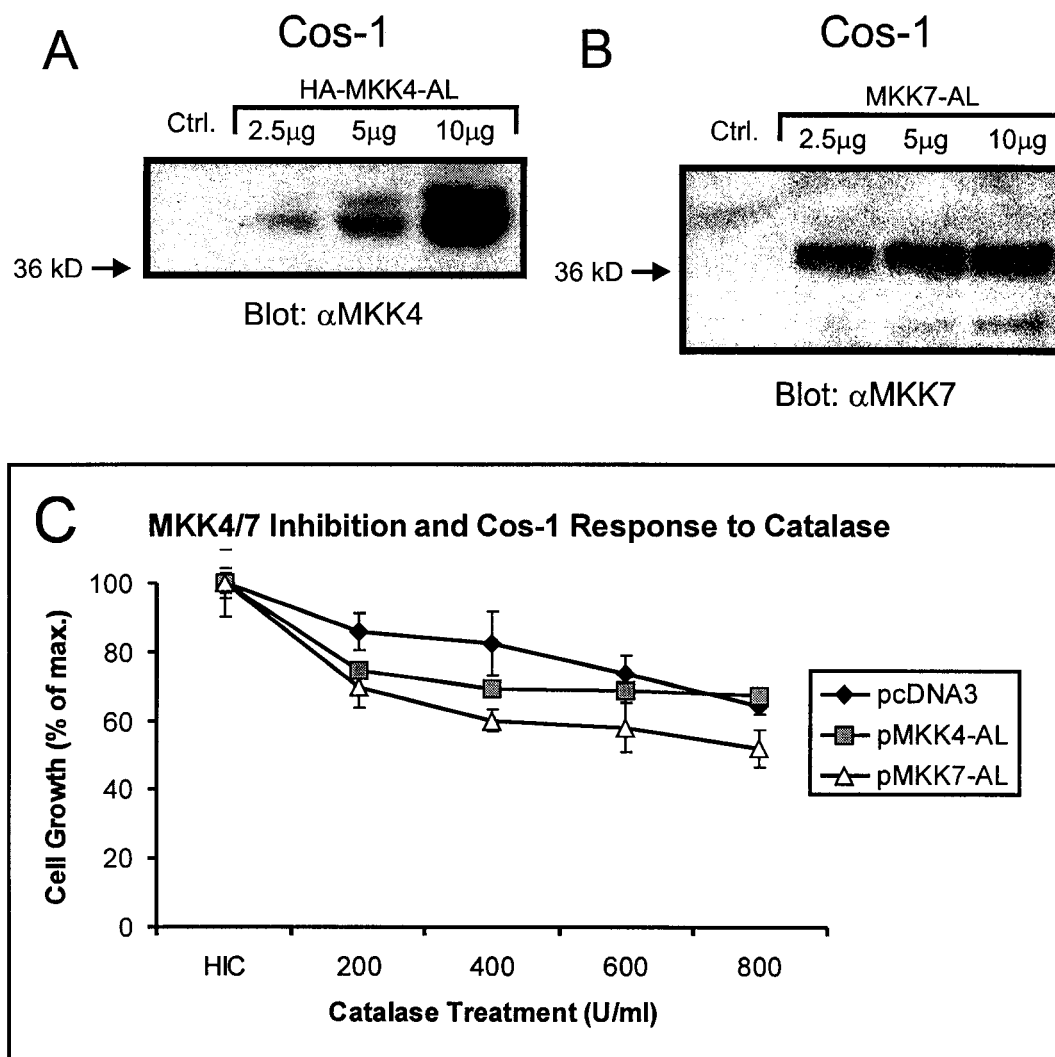 A
Cos-1
HA-MKK4-AL
Ctrl.
2.5µg
5µg
10µg
36 kD
Blot: αMKK4
B
Cos-1
MKK7-AL
Ctrl.
2.5µg
5µg
10µg
36 kD
Blot: αMKK7
C
MKK4/7 Inhibition and Cos-1 Response to Catalase
Cell Growth (% of max.)
100
80
60
40
20
0
HIC
200
400
600
800
Catalase Treatment (U/ml)
pcDNA3
pMKK4-AL
pMKK7-AL